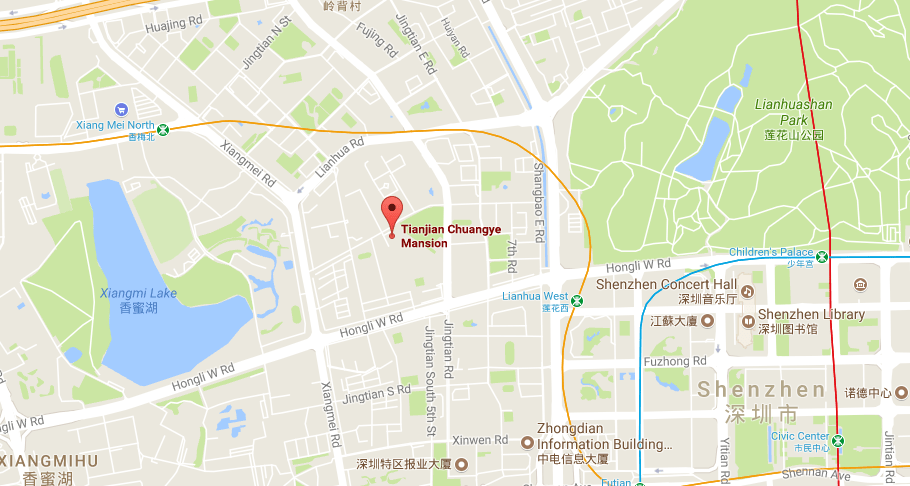 岭背村
Huajing Rd
Jingtian N St
Fujing Rd
Jingtian E Rd
Huiyan Rd
Lianhuashan
Park
莲花山公园
Xiang Mei North
香梅北
Xiangmei Rd
Lianhua Rd
Shangbao E Rd
Tianjian Chuangye
Mansion
7th Rd
Children's Palace
少年宫
Hongli W Rd
Shenzhen Concert Hall
深圳音乐厅
Xiangmi Lake
香蜜湖
Lianhua West
莲花西
江蘇大廈
Shenzhen Library
深圳图书馆
Hongli W Rd
Jingtian South 5th St
Jingtian Rd
Fuzhong Rd
Hongli W Rd
Xiangmei Rd
Jingtian S Rd
Shenzhen
深圳市
诺德中心
gli W Rd
Zhongdian
Information Building...
中电信息大厦
Xinwen Rd
Yitian Rd
Civic Center
市民中心
Jintian Rd
XIANGMIHU
香蜜湖
深圳特区报业大厦
Shennan Ave
Futian
s Ave